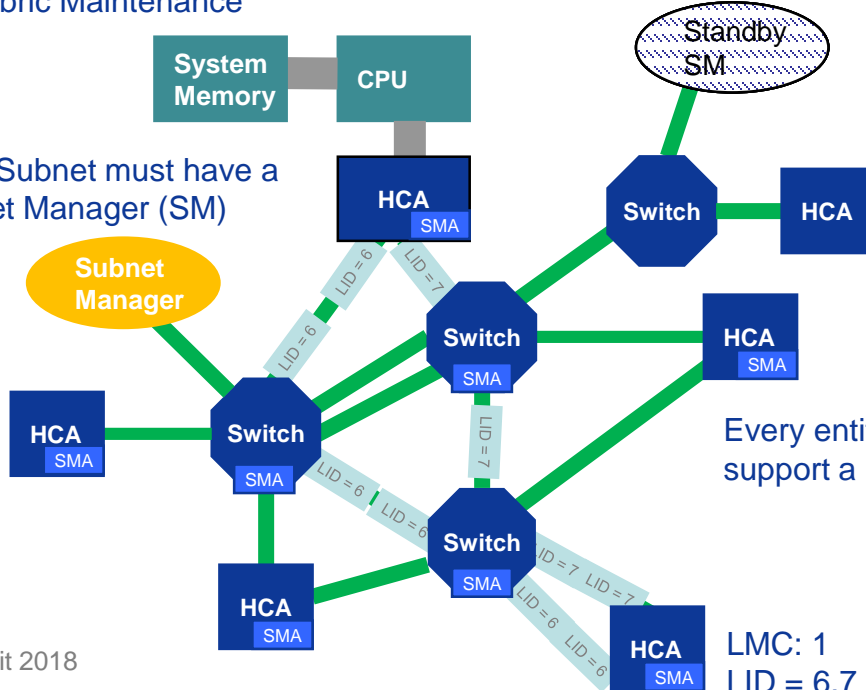 bric Maintenance
Standby
SM
System
Memory
CPU
Subnet must have a
et Manager (SM)
HCA
SMA
Switch
HCA
Subnet
Manager
LID = 6
LID = 7
LID = 6
Switch
SMA
HCA
SMA
HCA
SMA
Switch
SMA
LID = 7
Every enti
support a
LID = 6
LID = 6
Switch
SMA
LID = 7
LID = 7
LID = 6
LID = 6
HCA
SMA
HCA
SMA
LMC: 1
LID = 6,7
it 2018